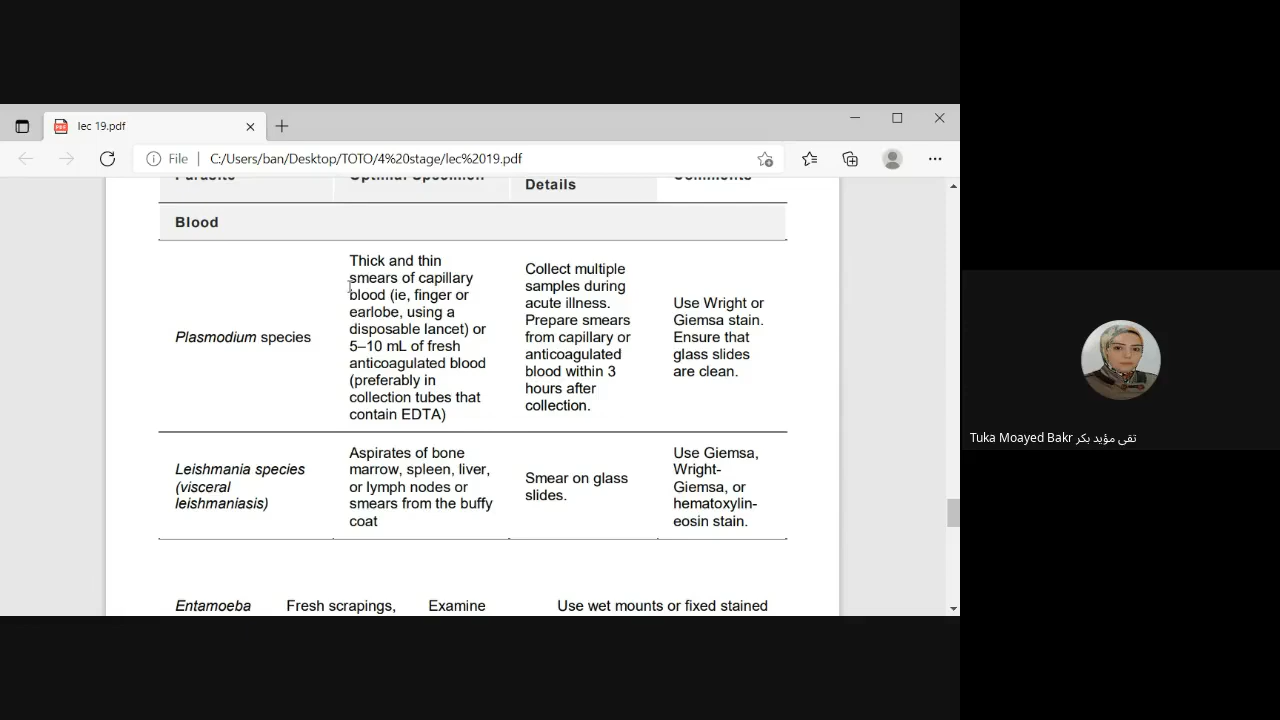 lec 19.pdf
File
C:/Users/ban/Desktop/TOTO/4%20stage/lec%2019.pdf
Parasite
Optimal Specimen
Details
Comments
Blood
Plasmodium species
Thick and thin
smears of capillary
blood (ie, finger or
earlobe, using a
disposable lancet) or
5–10 mL of fresh
anticoagulated blood
(preferably in
collection tubes that
contain EDTA)
Collect multiple
samples during
acute illness.
Prepare smears
from capillary or
anticoagulated
blood within 3
hours after
collection.
Use Wright or
Giemsa stain.
Ensure that
glass slides
are clean.
Leishmania species
(visceral
leishmaniasis)
Aspirates of bone
marrow, spleen, liver,
or lymph nodes or
smears from the buffy
coat
Smear on glass
slides.
Use Giemsa,
Wright-
Giemsa, or
hematoxylin-
eosin stain.
Entamoeba
Fresh scrapings,
Examine
Use wet mounts or fixed stained
Tuka Moayed Bakr تقى مؤيد بكر